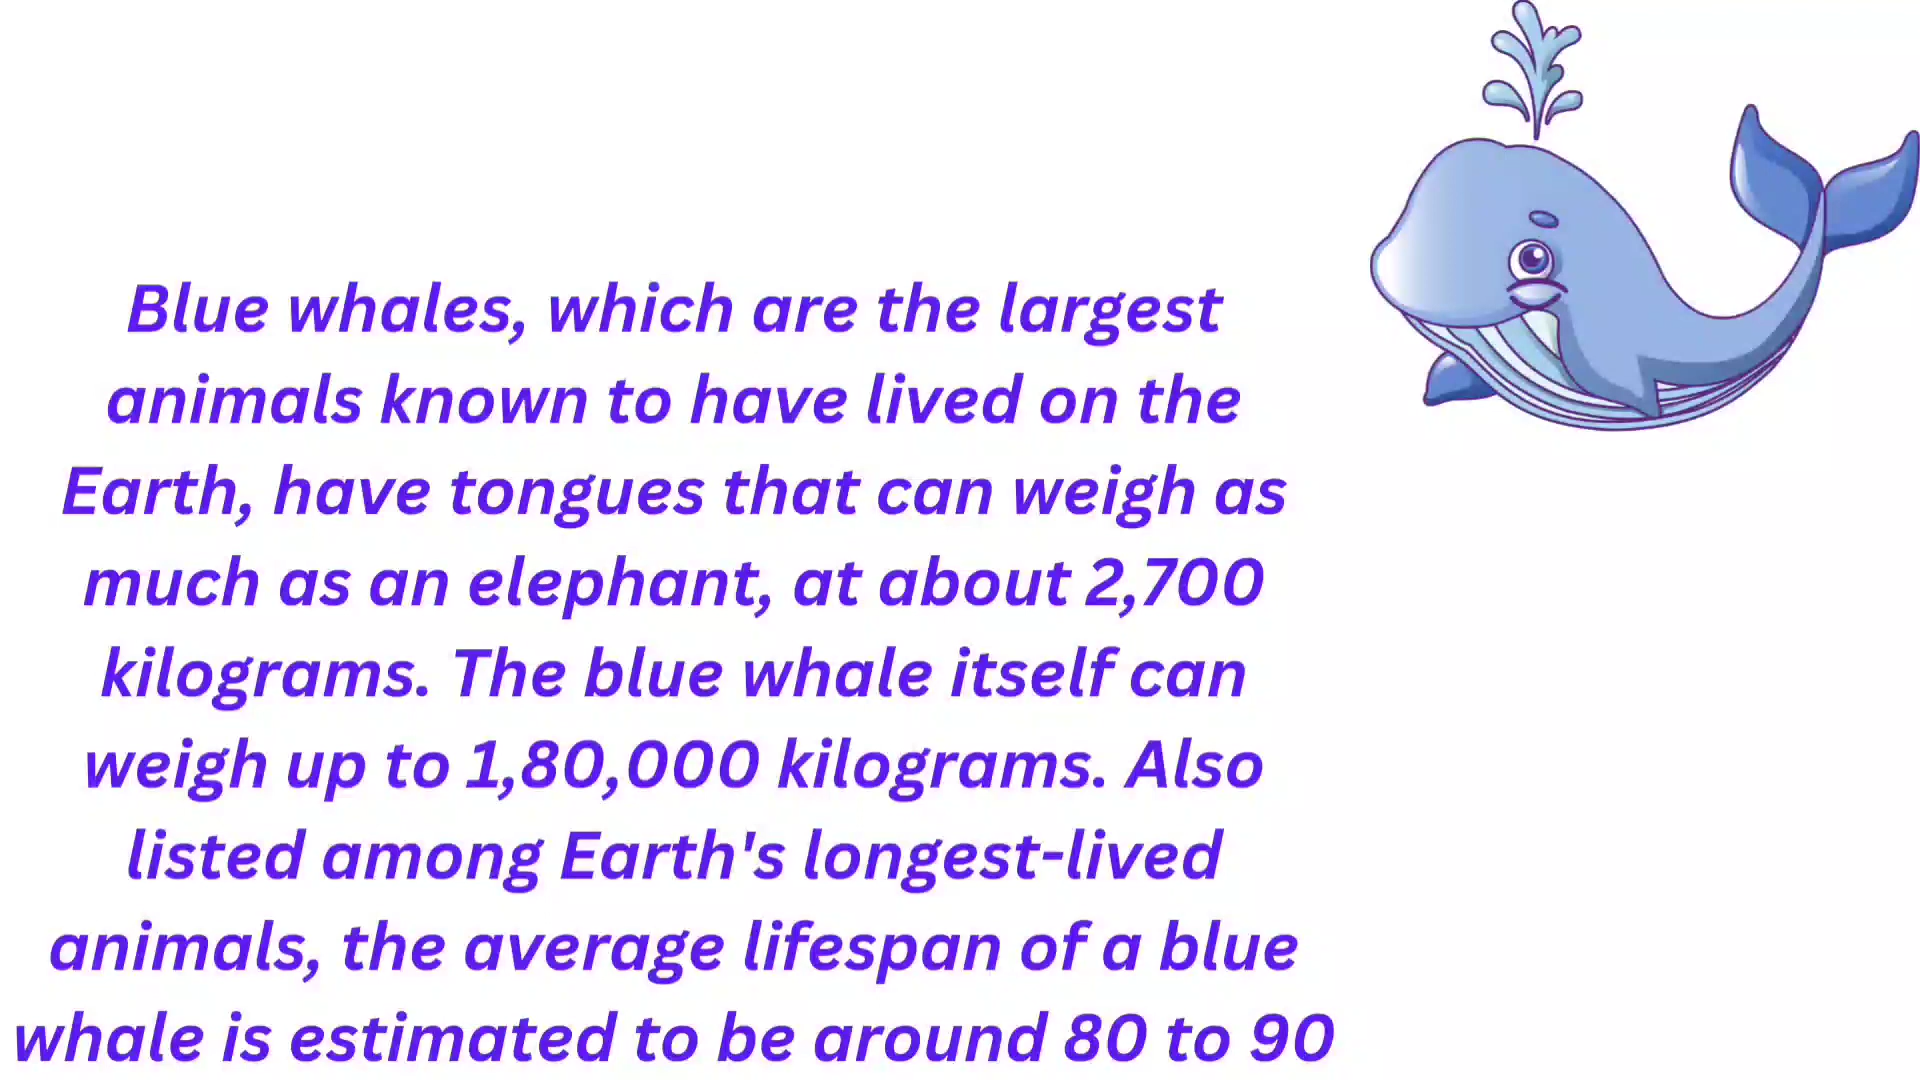 Blue whales, which are the largest
animals known to have lived on the
Earth, have tongues that can weigh as
much as an elephant, at about 2,700
kilograms. The blue whale itself can
weigh up to 1,80,000 kilograms. Also
listed among Earth's longest-lived
animals, the average lifespan of a blue
whale is estimated to be around 80 to 90